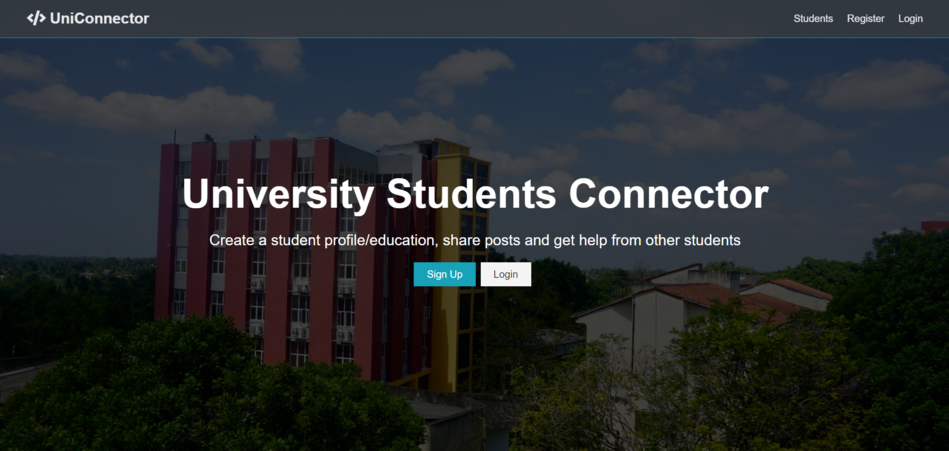 </> UniConnector
Students Register Login
University Students Connector
Create a student profile/education, share posts and get help from other students
Sign Up Login